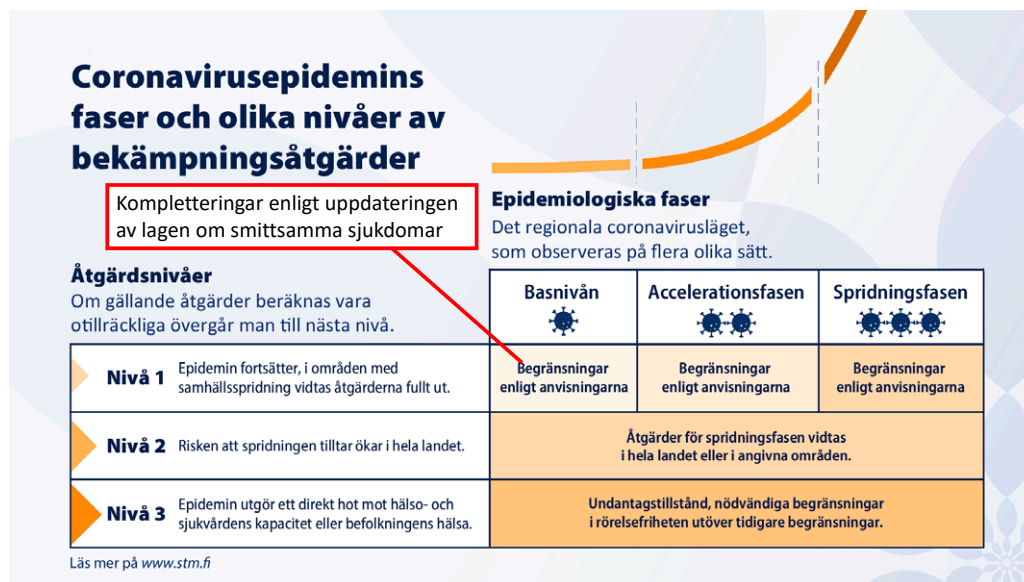 Coronavirusepidemins
faser och olika nivåer av
bekämpningsåtgärder
Kompletteringar enligt uppdateringen
av lagen om smittsamma sjukdomar
Epidemiologiska faser
Det regionala coronavirusläget,
som observeras på flera olika sätt.
Åtgärdsnivåer
Om gällande åtgärder beräknas vara
otillräckliga övergår man till nästa nivå.
Basnivån
Accelerationsfasen
Spridningsfasen
Nivå 1
Epidemin fortsätter, i områden med
samhällsspridning vidtas åtgärderna fullt ut.
Begränsningar
enligt anvisningarna
Begränsningar
enligt anvisningarna
Begränsningar
enligt anvisningarna
Nivå 2
Risken att spridningen tilltar ökar i hela landet.
Åtgärder för spridningsfasen vidtas
i hela landet eller i angivna områden.
Nivå 3
Epidemin utgör ett direkt hot mot hälso- och
sjukvårdens kapacitet eller befolkningens hälsa.
Undantagstillstånd, nödvändiga begränsningar
i rörelsefriheten utöver tidigare begränsningar.
Läs mer på www.stm.fi